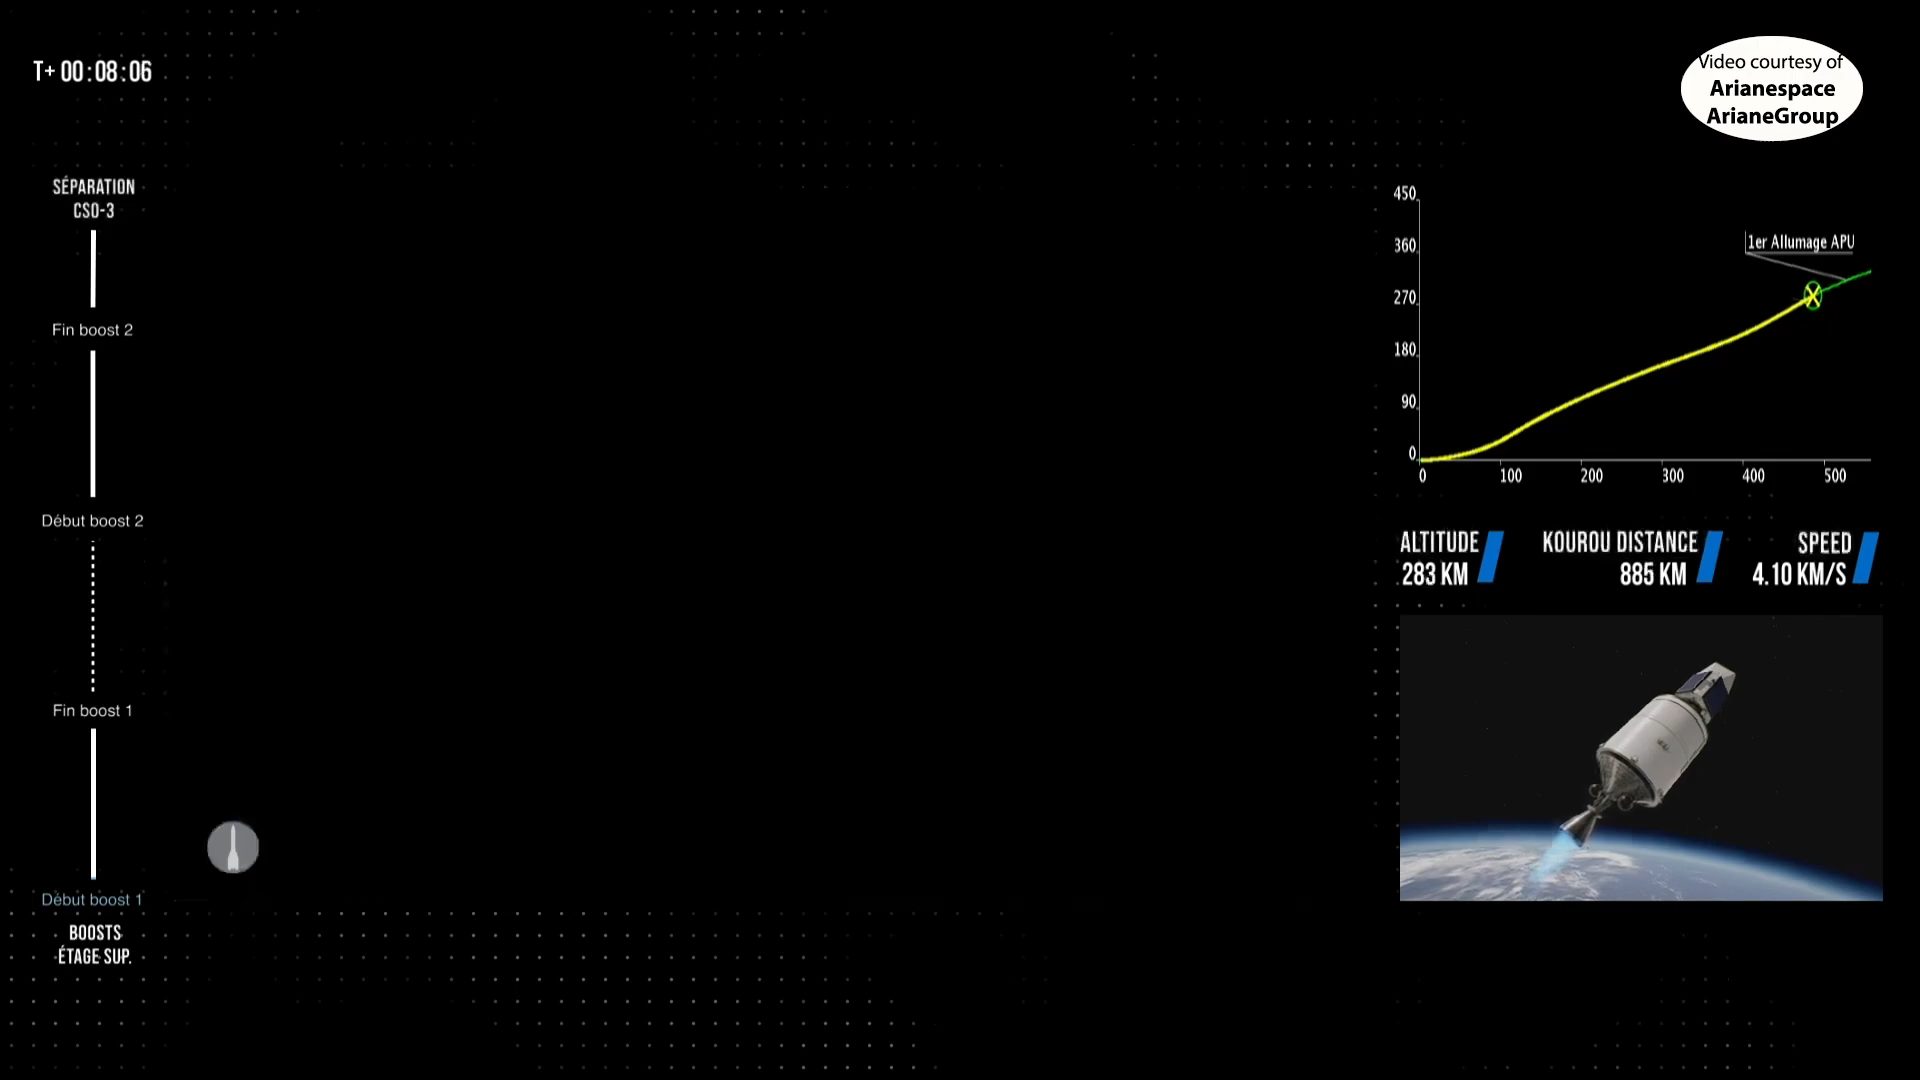 T+ 00:08:06
Video courtesy of
Arianespace
ArianeGroup
SÉPARATION
CSO-3
Fin boost 2
Début boost 2
Fin boost 1
Début boost 1
BOOSTS
ÉTAGE SUP.
450
360
270
180
90
0
0 100 200 300 400 500
1er Allumage APU
ALTITUDE
283 KM
KOUROU DISTANCE
885 KM
SPEED
4.10 KM/S